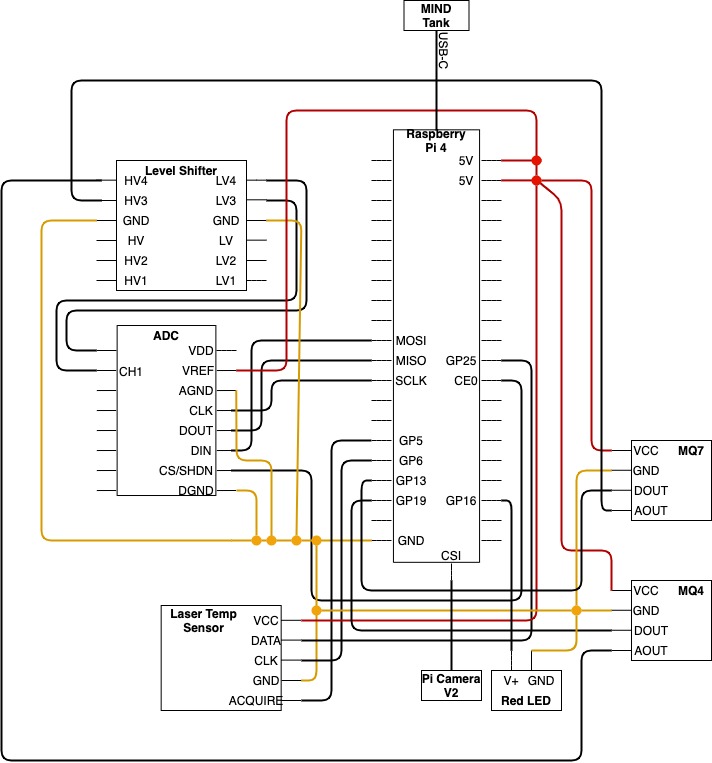 MIND
Tank
USB-C
Raspberry
Pi 4
5V
5V
Level Shifter
HV4
LV4
HV3
LV3
GND
GND
HV
LV
HV2
LV2
HV1
LV1
ADC
VDD
CH1
VREF
AGND
CLK
DOUT
DIN
CS/SHDN
DGND
MOSI
MISO
SCLK
GP25
CE0
GP5
GP6
GP13
GP19
GP16
GND
CSI
VCC
MQ7
GND
DOUT
AOUT
VCC
MQ4
GND
DOUT
AOUT
Laser Temp
Sensor
VCC
DATA
CLK
GND
ACQUIRE
Pi Camera
V2
V+
GND
Red LED